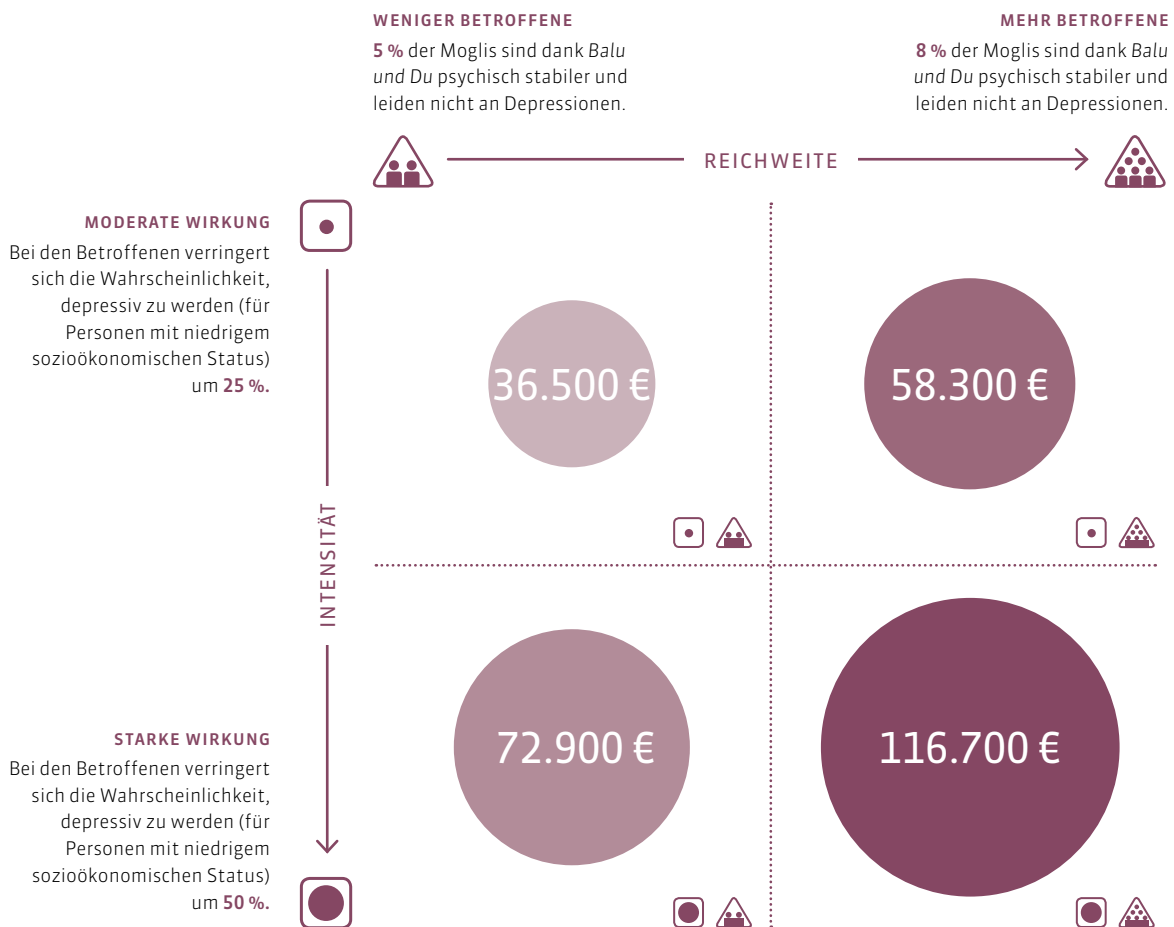 WENIGER BETROFFENE
5 % der Moglis sind dank Balu
und Du psychisch stabiler und
leiden nicht an Depressionen.
MEHR BETROFFENE
8 % der Moglis sind dank Balu
und Du psychisch stabiler und
leiden nicht an Depressionen.
REICHWEITE
MODERATE WIRKUNG
Bei den Betroffenen verringert
sich die Wahrscheinlichkeit,
depressiv zu werden (für
Personen mit niedrigem
sozioökonomischen Status)
um 25 %.
36.500 €
58.300 €
INTENSITÄT
STARKE WIRKUNG
Bei den Betroffenen verringert
sich die Wahrscheinlichkeit,
depressiv zu werden (für
Personen mit niedrigem
sozioökonomischen Status)
um 50 %.
72.900 €
116.700 €